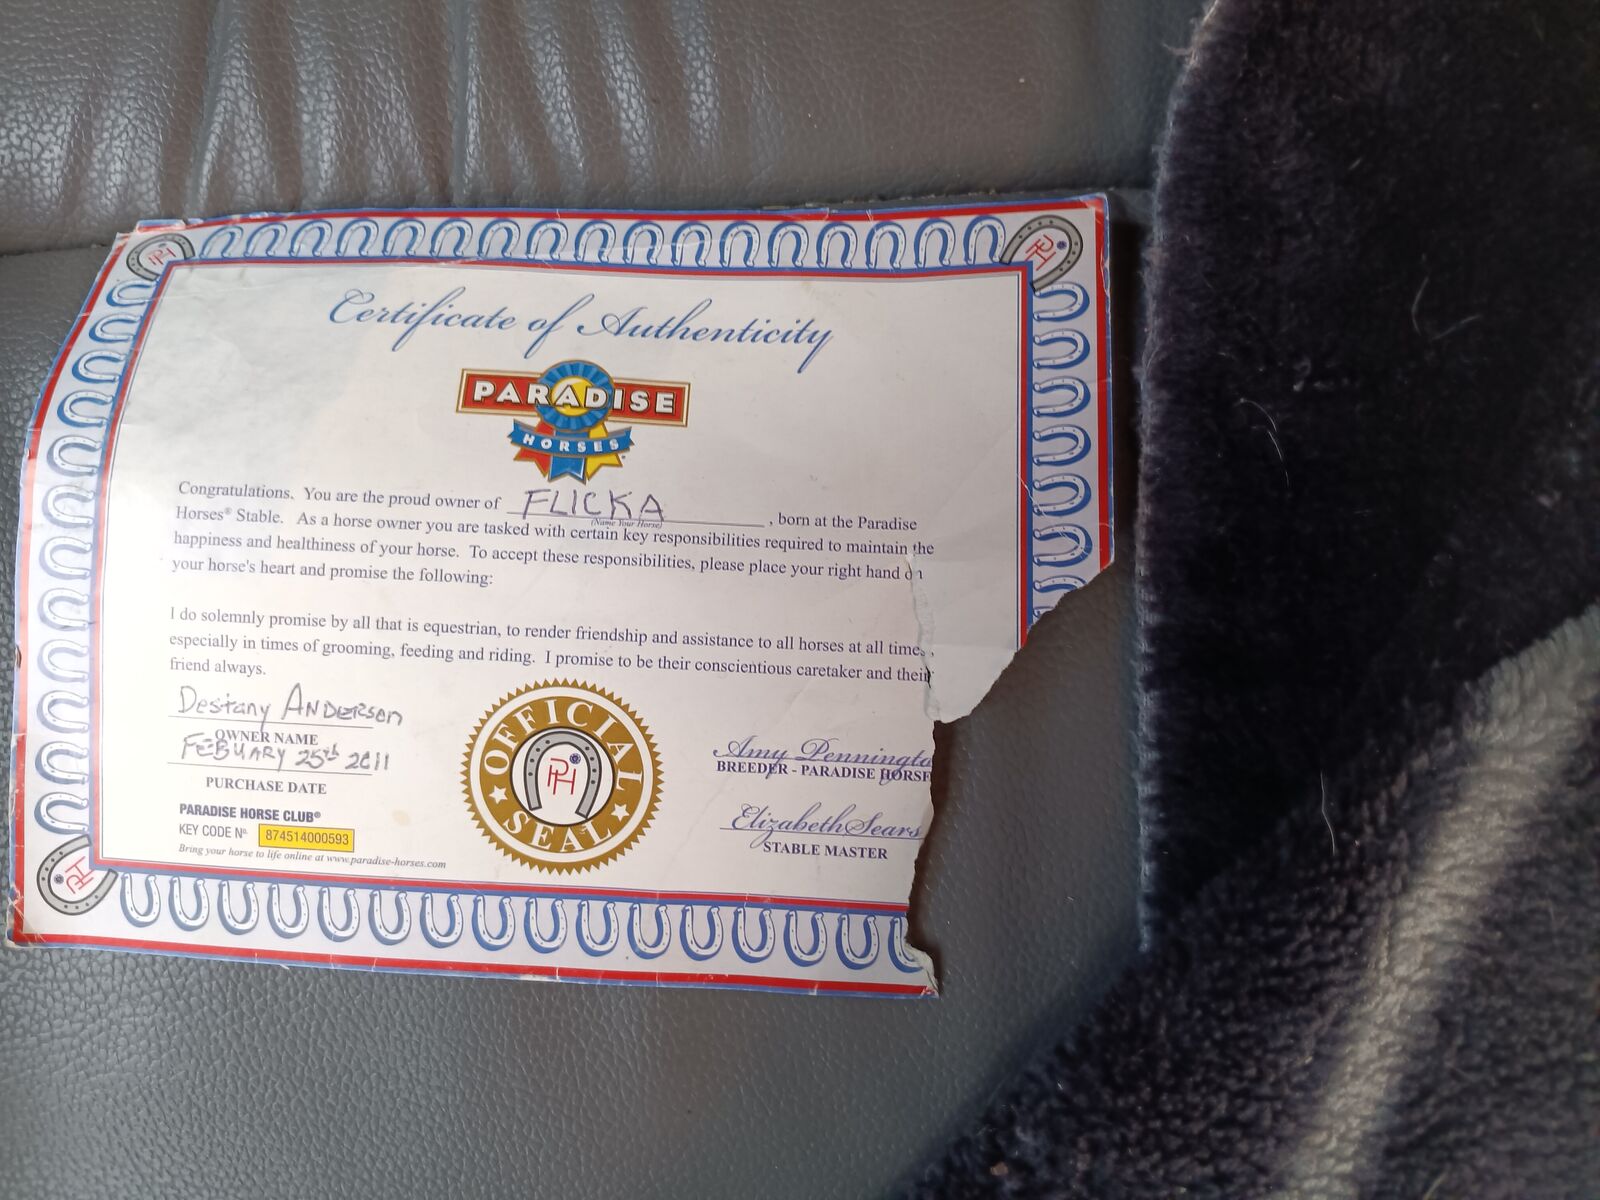 Certificate of Authenticity
PARADISE
HORSES
Congratulations. You are the proud owner of FLICKA, born at the Paradise
(Name Your Horse)
Horses® Stable. As a horse owner you are tasked with certain key responsibilities required to maintain the
happiness and healthiness of your horse. To accept these responsibilities, please place your right hand on
your horse's heart and promise the following:
I do solemnly promise by all that is equestrian, to render friendship and assistance to all horses at all times,
especially in times of grooming, feeding and riding. I promise to be their conscientious caretaker and their
friend always.
Destany ANDERSON
OWNER NAME
FEBUARY 25th 2011
PURCHASE DATE
PARADISE HORSE CLUB®
KEY CODE Nº 874514000593
Bring your horse to life online at www.paradise-horses.com
OFFICIAL
PH
SEAL
Amy Penningto
BREEDER - PARADISE HORSE
Elizabeth Sears
STABLE MASTER